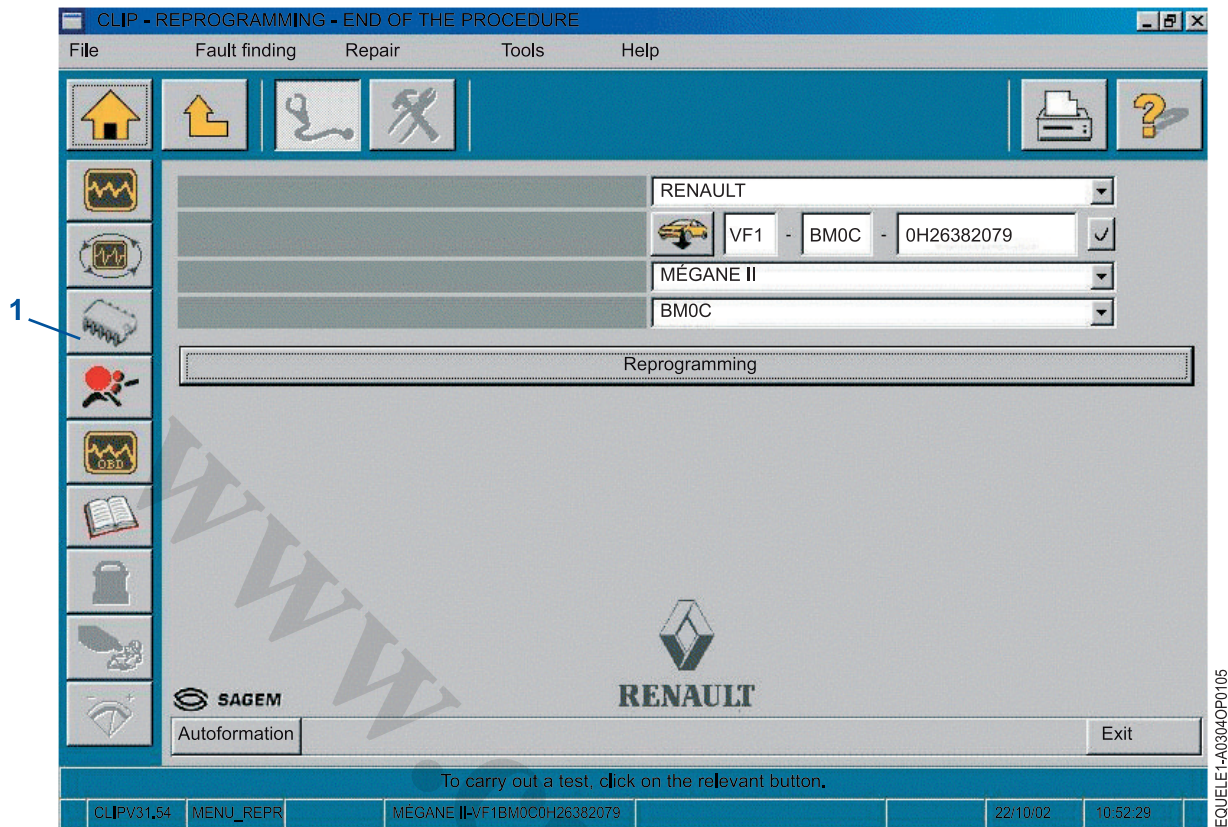 CLIP - REPROGRAMMING - END OF THE PROCEDURE
File Fault finding Repair Tools Help
RENAULT
VF1 - BM0C - 0H26382079
MÉGANE II
BM0C
1
Reprogramming
OBD
www.
SAGEM
RENAULT
Autoformation
Exit
To carry out a test, click on the relevant button.
CLIPV31.54 MENU_REPR MEGANE II-VF1BM0C0H26382079 22/10/02 10:52:29
EQUELE1-A0304OP0105